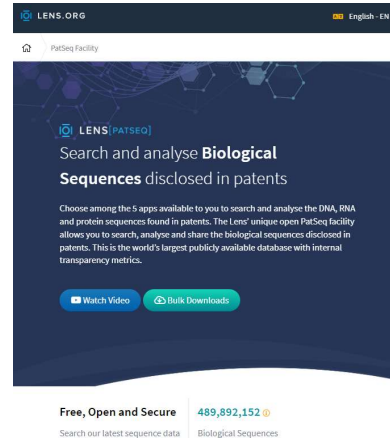 LENS.ORG
English - EN
PatSeq Facility
LENS[PATSEQ]
Search and analyse Biological
Sequences disclosed in patents
Choose among the 5 apps available to you to search and analyse the DNA, RNA
and protein sequences found in patents. The Lens' unique open PatSeq facility
allows you to search, analyse and share the biological sequences disclosed in
patents. This is the world's largest publicly available database with internal
transparency metrics.
Watch Video
Bulk Downloads
Free, Open and Secure
489,892,152
Search our latest sequence data
Biological Sequences